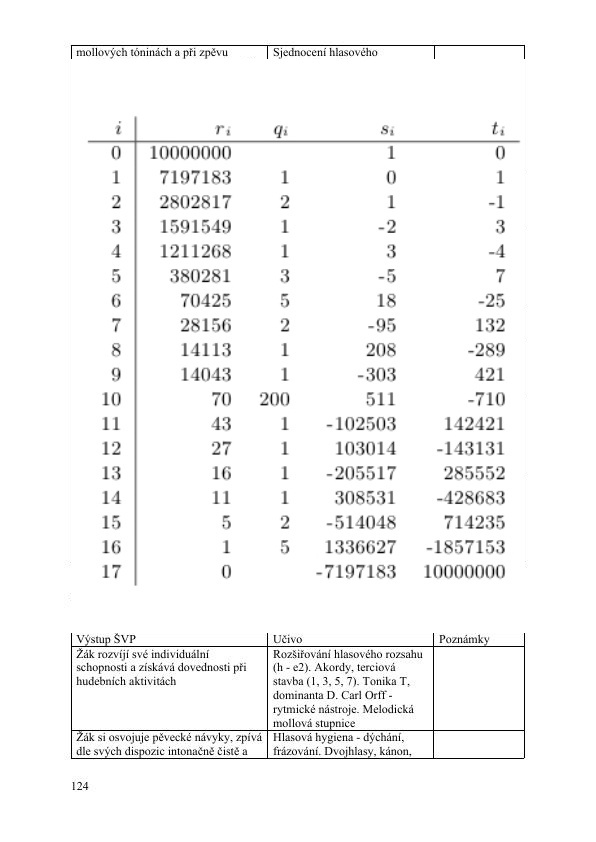 mollových tóninách a při zpěvu Sjednocení hlasového
i r i q i s i t i
0 10000000 1 0
1 7197183 1 0 1
2 2802817 2 1 -1
3 1591549 1 -2 3
4 1211268 1 3 -4
5 380281 3 -5 7
6 70425 5 18 -25
7 28156 2 -95 132
8 14113 1 208 -289
9 14043 1 -303 421
10 70 200 511 -710
11 43 1 -102503 142421
12 27 1 103014 -143131
13 16 1 -205517 285552
14 11 1 308531 -428683
15 5 2 -514048 714235
16 1 5 1336627 -1857153
17 0 -7197183 10000000
Výstup ŠVP Učivo Poznámky
Žák rozvíjí své individuální
schopnosti a získává dovednosti při
hudebních aktivitách
Rozšiřování hlasového rozsahu
(h - e2). Akordy, terciová
stavba (1, 3, 5, 7). Tonika T,
dominanta D. Carl Orff -
rytmické nástroje. Melodická
mollová stupnice
Žák si osvojuje pěvecké návyky, zpívá
dle svých dispozic intonačně čistě a
Hlasová hygiena - dýchání,
frázování. Dvojhlasy, kánon,
124